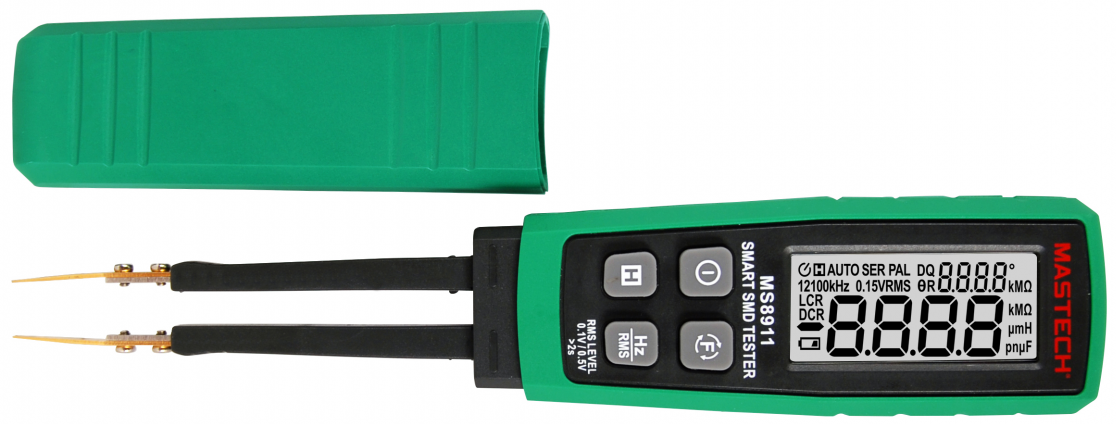 MASTECH®
MS8911
SMART SMD TESTER
AUTO SER PAL DQ 8.8.8.8°
12100kHz 0.15VRMS θR kMΩ
LCR
DCR
8.8.8.8
kMΩ
µmH
pnµF
H
Hz
RMS
F
RMS LEVEL
0.1V / 0.5V
>2s